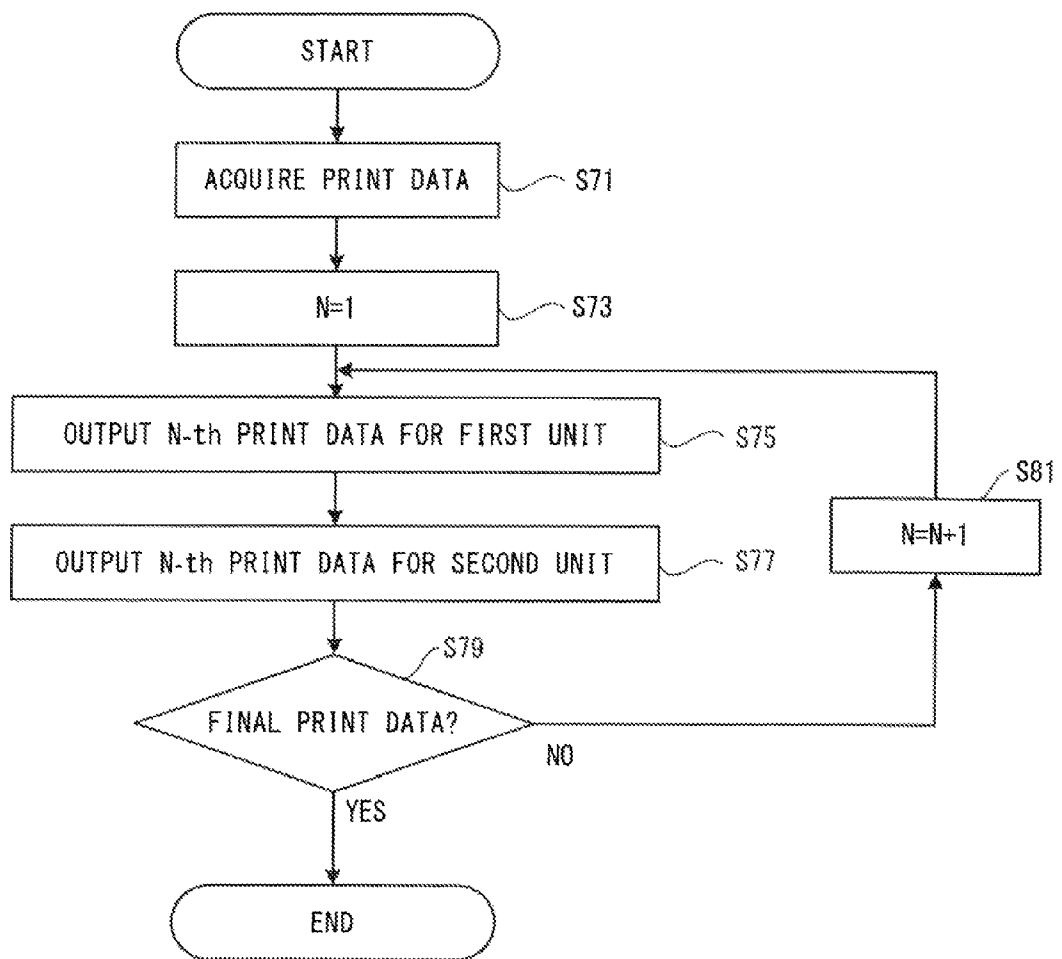 START
ACQUIRE PRINT DATA
S71
N=1
S73
OUTPUT N-th PRINT DATA FOR FIRST UNIT
S75
S81
N=N+1
OUTPUT N-th PRINT DATA FOR SECOND UNIT
S77
S79
FINAL PRINT DATA?
NO
YES
END